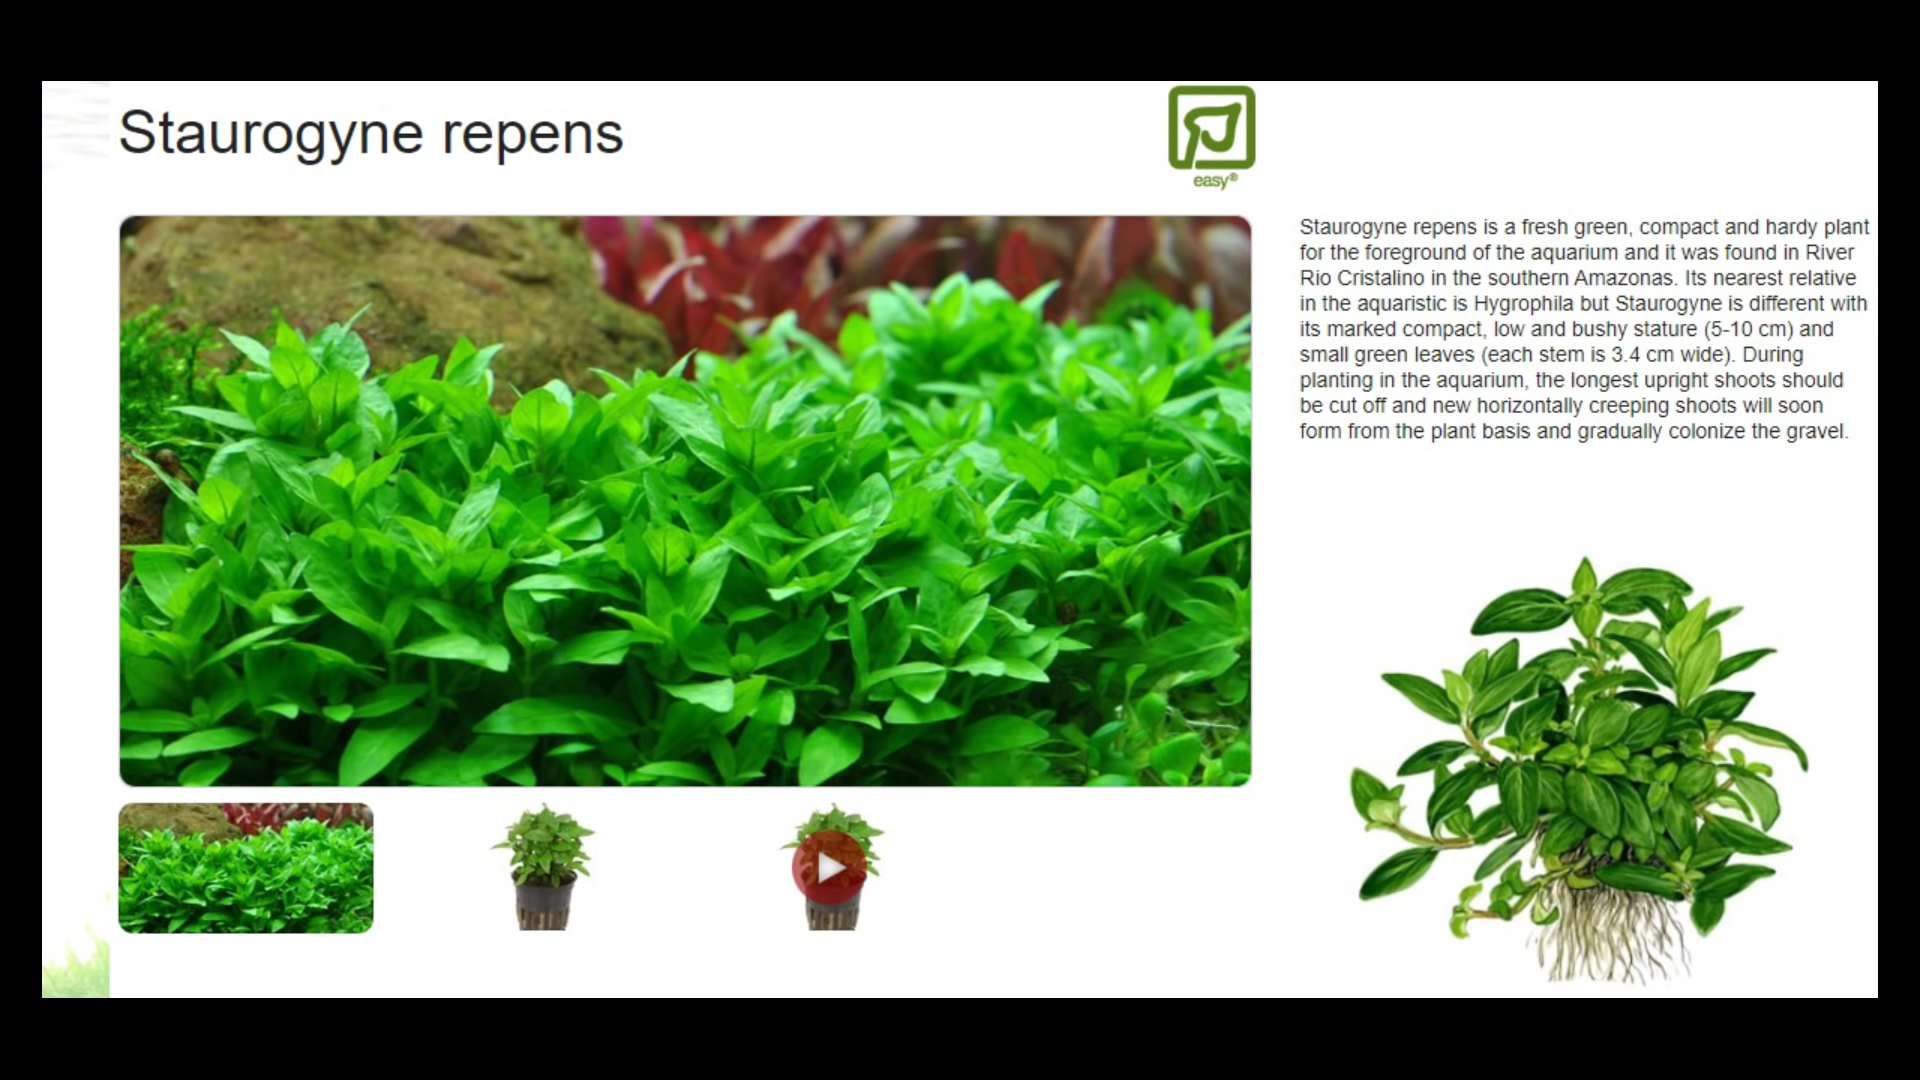 Staurogyne repens
easy®
Staurogyne repens is a fresh green, compact and hardy plant
for the foreground of the aquarium and it was found in River
Rio Cristalino in the southern Amazonas. Its nearest relative
in the aquaristic is Hygrophila but Staurogyne is different with
its marked compact, low and bushy stature (5-10 cm) and
small green leaves (each stem is 3.4 cm wide). During
planting in the aquarium, the longest upright shoots should
be cut off and new horizontally creeping shoots will soon
form from the plant basis and gradually colonize the gravel.